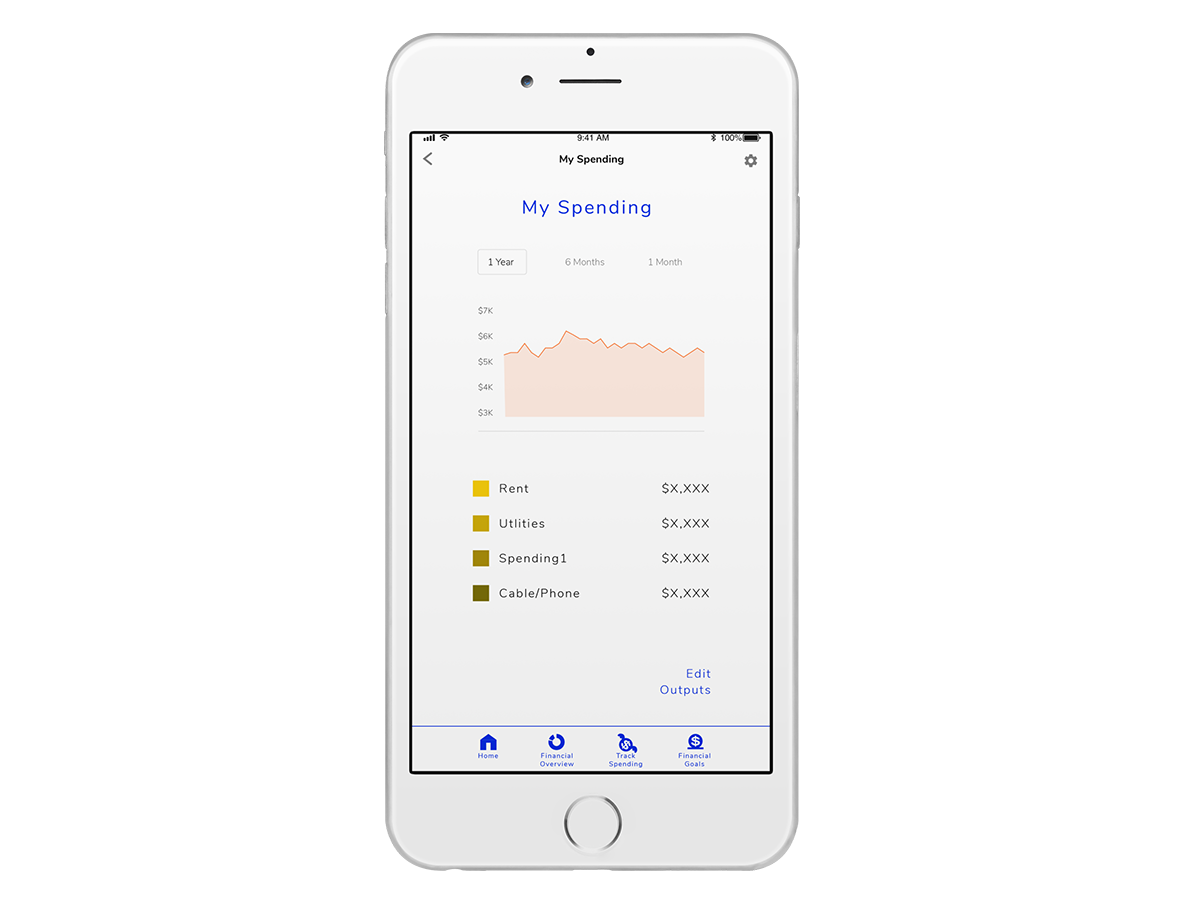 9:41 AM
100%
My Spending
My Spending
1 Year
6 Months
1 Month
$7K
$6K
$5K
$4K
$3K
Rent $X,XXX
Utlities $X,XXX
Spending1 $X,XXX
Cable/Phone $X,XXX
Edit
Outputs
Home
Financial
Overview
Track
Spending
Financial
Goals